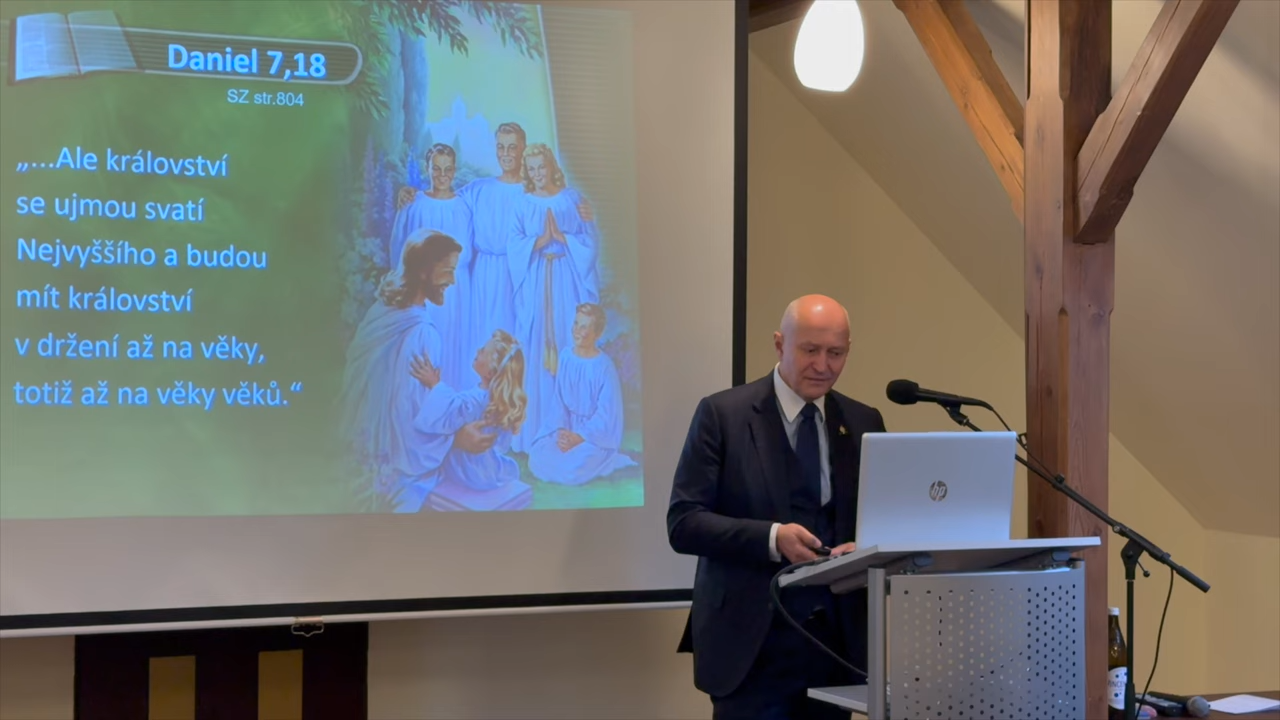 Daniel 7,18
SZ str.804
„...Ale království
se ujmou svatí
Nejvyššího a budou
mít království
v držení až na věky,
totiž až na věky věků.“
hp